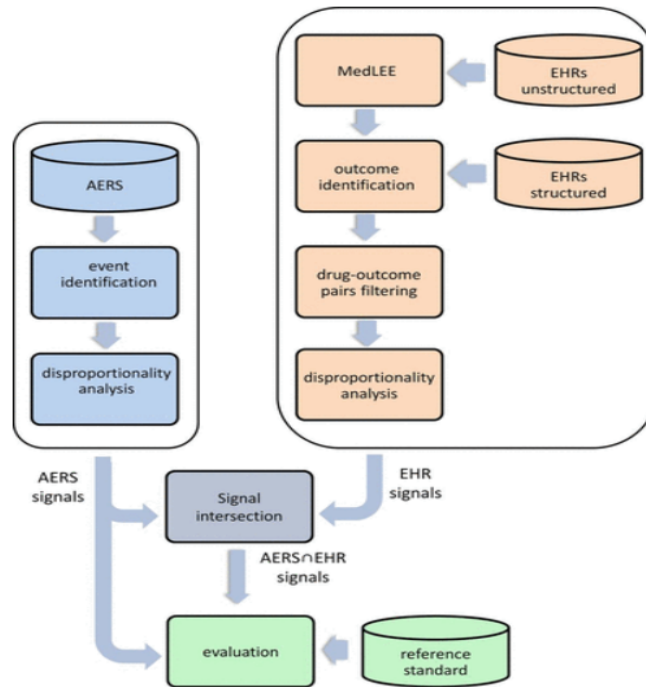 MedLEE
EHRs
unstructured
outcome
identification
EHRs
structured
drug-outcome
pairs filtering
disproportionality
analysis
AERS
event
identification
disproportionality
analysis
AERS
signals
EHR
signals
Signal
intersection
AERS∩EHR
signals
evaluation
reference
standard